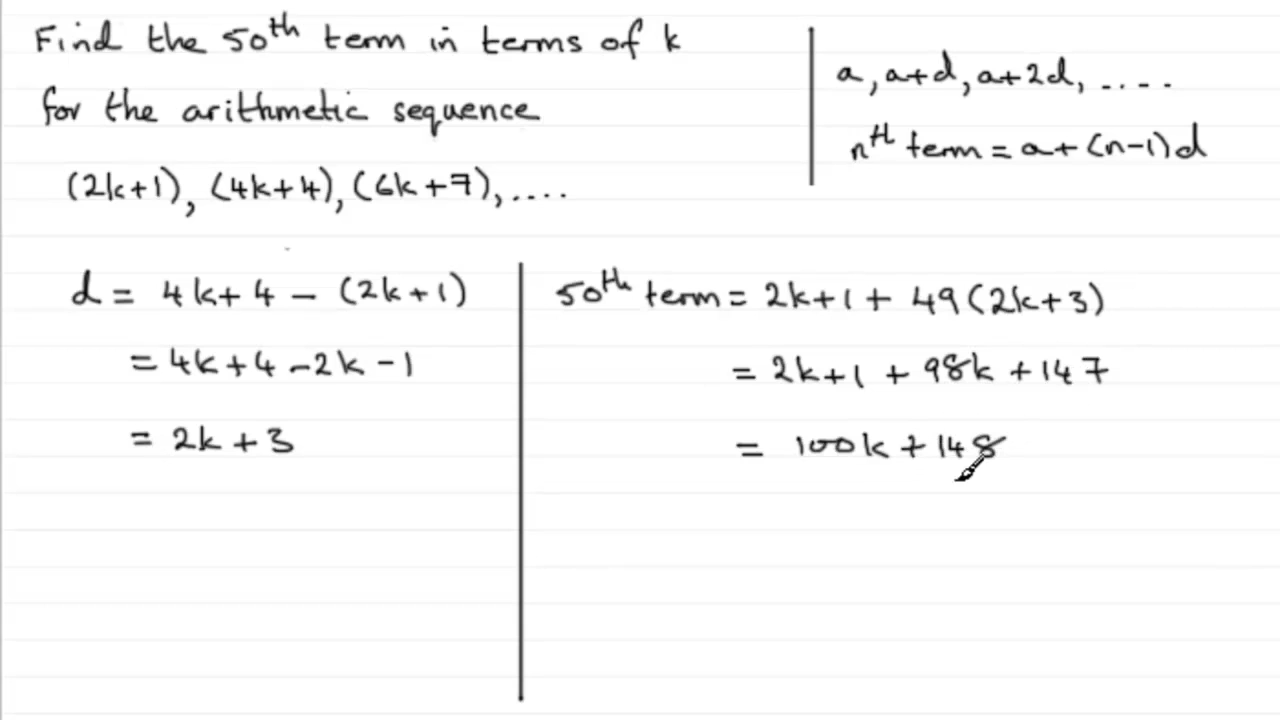 Find the 50th term in terms of k
for the arithmetic sequence
(2k+1), (4k+4), (6k+7), ....
a, a+d, a+2d, ....
nth term = a+(n-1)d
d = 4k+4 - (2k+1)
= 4k+4 -2k -1
= 2k+3
50th term = 2k+1 + 49(2k+3)
= 2k+1 + 98k +147
= 100k +148